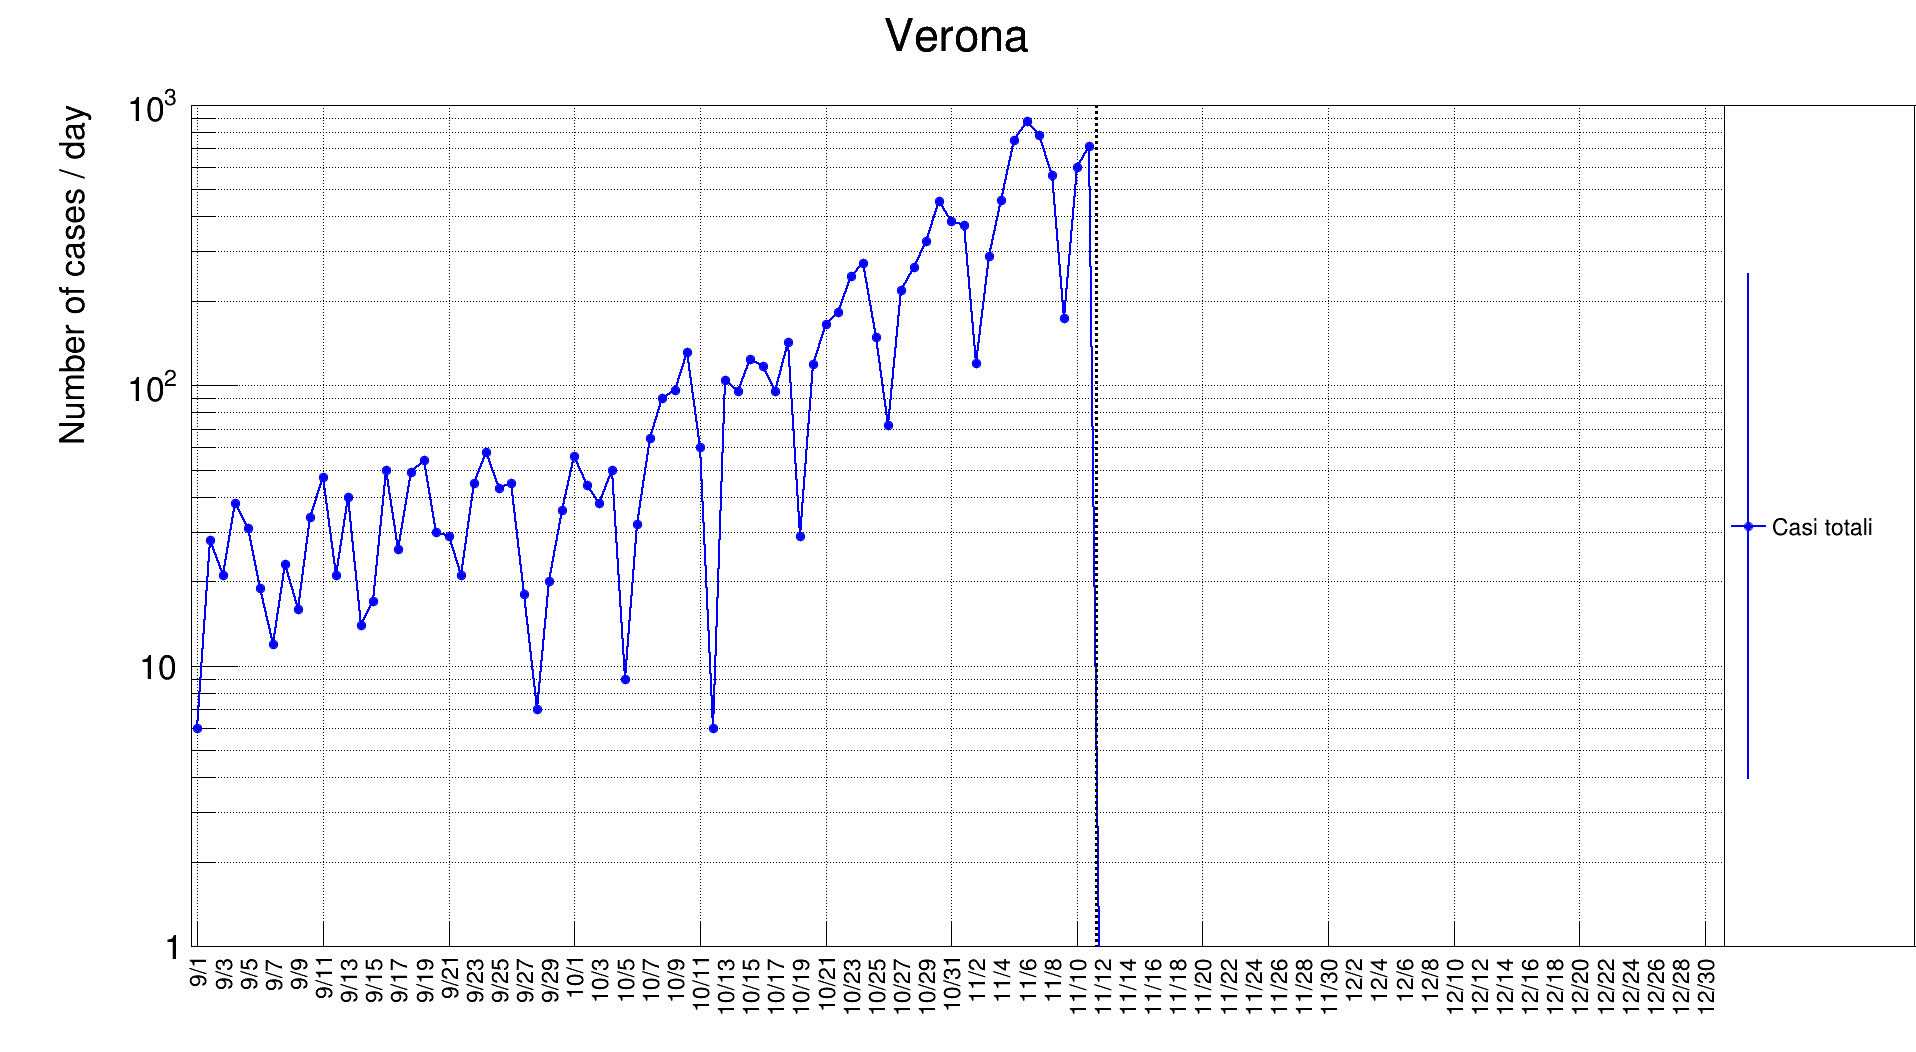 Verona
Number of cases / day
10³
10²
10
1
9/1 9/3 9/5 9/7 9/9 9/11 9/13 9/15 9/17 9/19 9/21 9/23 9/25 9/27 9/29 10/1 10/3 10/5 10/7 10/9 10/11 10/13 10/15 10/17 10/19 10/21 10/23 10/25 10/27 10/29 10/31 11/2 11/4 11/6 11/8 11/10 11/12 11/14 11/16 11/18 11/20 11/22 11/24 11/26 11/28 11/30 12/2 12/4 12/6 12/8 12/10 12/12 12/14 12/16 12/18 12/20 12/22 12/24 12/26 12/28 12/30
Casi totali